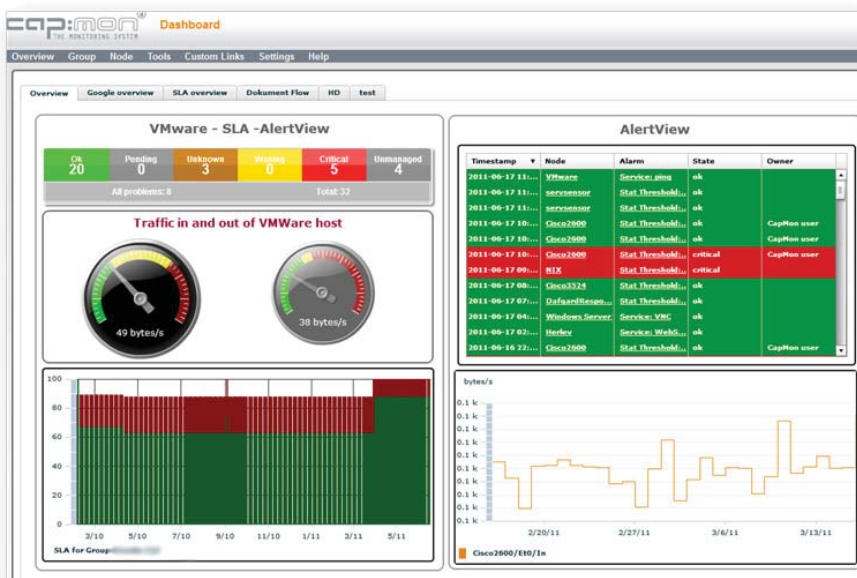 cap:mon
THE MONITORING SYSTEM
Dashboard
Overview Group Node Tools Custom Links Settings Help
Overview Google overview SLA overview Dokument Flow HD test
VMware - SLA -AlertView
Ok Pending Unknown Warning Critical Unmanaged
20 0 3 0 5 4
All problems: 8 Total: 32
Traffic in and out of VMWare host
49 bytes/s
38 bytes/s
100
80
60
40
20
0
3/10 5/10 7/10 9/10 11/10 1/11 3/11 5/11
SLA for Group
AlertView
Timestamp ▼ Node Alarm State Owner
2011-06-17 11:... VMware Service: ping ok
2011-06-17 11:... servsensor Stat Threshold:... ok
2011-06-17 11:... servsensor Stat Threshold:... ok
2011-06-17 10:... Cisco2600 Stat Threshold:... ok CapMon user
2011-06-17 10:... Cisco2600 Stat Threshold:... ok CapMon user
2011-06-17 10:... Cisco2600 Stat Threshold:... critical CapMon user
2011-06-17 09:... NIX Stat Threshold:... critical
2011-06-17 08:... Cisco3524 Stat Threshold:... ok
2011-06-17 07:... DafgardRespo... Stat Threshold:... ok
2011-06-17 04:... Windows Server Service: VNC ok
2011-06-17 02:... Herlev Service: WebS... ok
2011-06-16 22:... Cisco2600 Stat Threshold:... ok CapMon user
bytes/s
0.1 k
0.1 k
0.1 k
0.1 k
0.1 k
0.1 k
0.1 k
0.1 k
0.1 k
0.1 k
2/20/11 2/27/11 3/6/11 3/13/11
Cisco2600/Et0/In